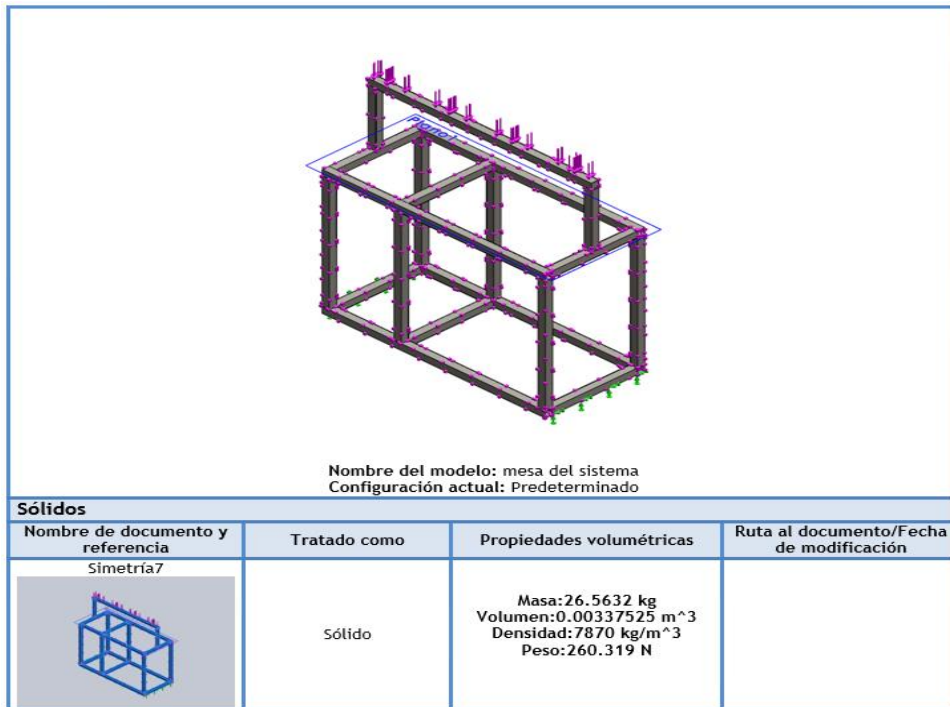 Plano1
Nombre del modelo: mesa del sistema
Configuración actual: Predeterminado
Sólidos
Nombre de documento y referencia
Tratado como
Propiedades volumétricas
Ruta al documento/Fecha de modificación
Simetría7
Sólido
Masa:26.5632 kg
Volumen:0.00337525 m^3
Densidad:7870 kg/m^3
Peso:260.319 N